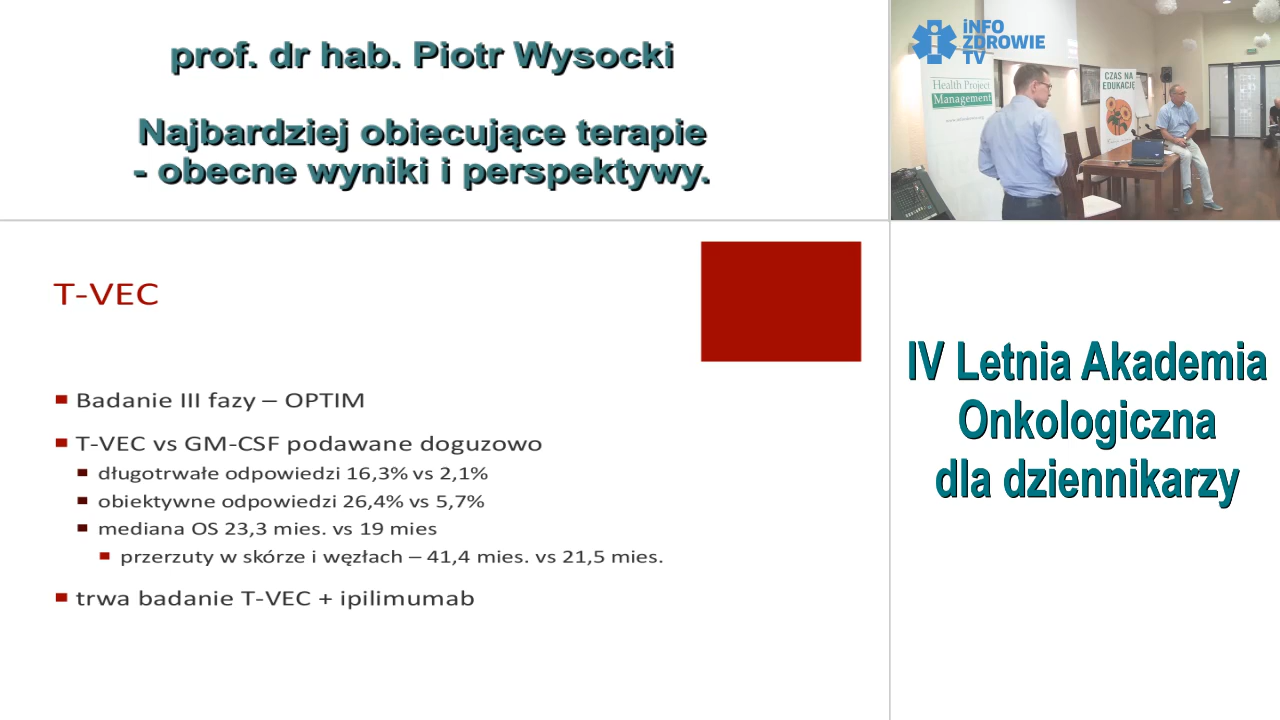 prof. dr hab. Piotr Wysocki
Najbardziej obiecujące terapie
- obecne wyniki i perspektywy.
iNFO
ZDROWIE
TV
Health Project
Management
CZAS NA
EDUKACJĘ
T-VEC
Badanie III fazy – OPTIM
T-VEC vs GM-CSF podawane doguzowo
długotrwałe odpowiedzi 16,3% vs 2,1%
obiektywne odpowiedzi 26,4% vs 5,7%
mediana OS 23,3 mies. vs 19 mies
przerzuty w skórze i węzłach – 41,4 mies. vs 21,5 mies.
trwa badanie T-VEC + ipilimumab
IV Letnia Akademia
Onkologiczna
dla dziennikarzy